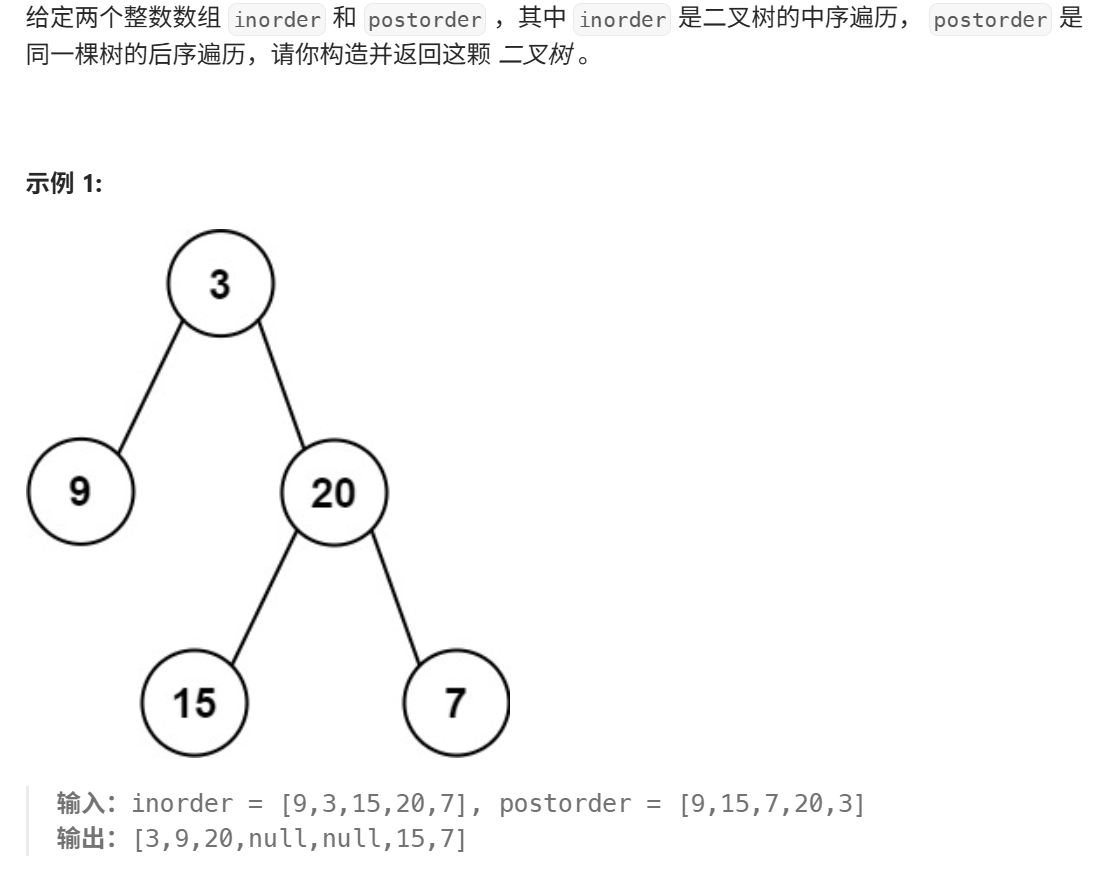 给定两个整数数组 inorder 和 postorder ，其中 inorder 是二叉树的中序遍历， postorder 是
同一棵树的后序遍历，请你构造并返回这颗 二叉树 。
示例 1:
3
9
20
15
7
输入：inorder = [9,3,15,20,7], postorder = [9,15,7,20,3]
输出：[3,9,20,null,null,15,7]